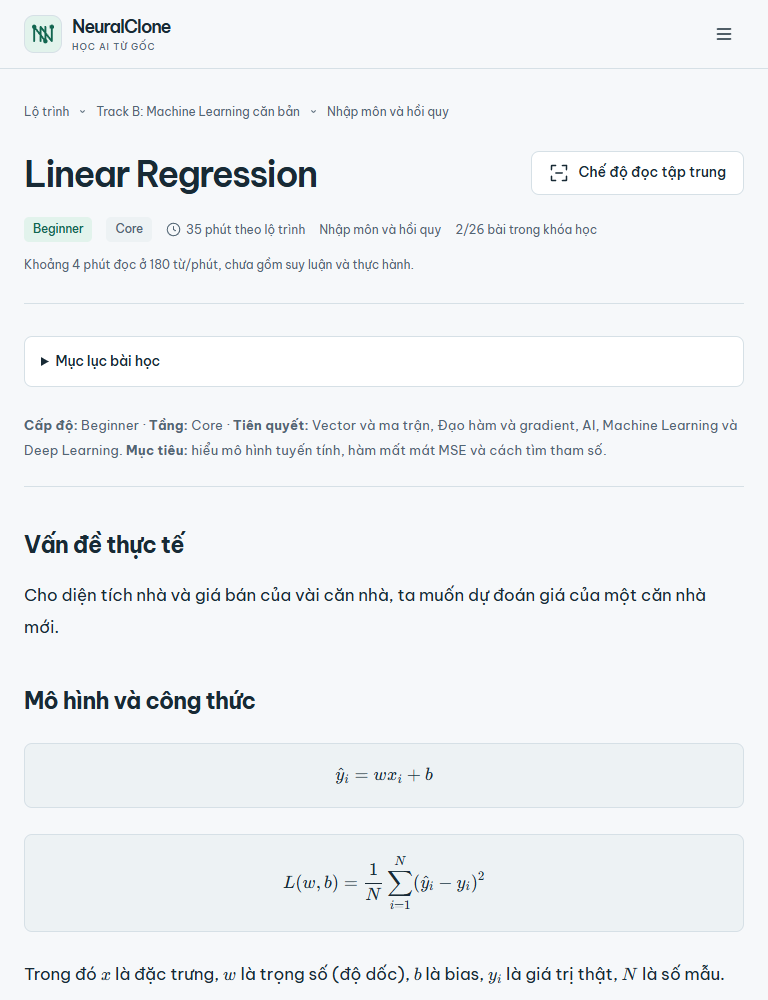 NeuralClone
HỌC AI TỪ GỐC
Lộ trình ⌄ Track B: Machine Learning căn bản ⌄ Nhập môn và hồi quy
Linear Regression
Chế độ đọc tập trung
Beginner Core 35 phút theo lộ trình Nhập môn và hồi quy 2/26 bài trong khóa học
Khoảng 4 phút đọc ở 180 từ/phút, chưa gồm suy luận và thực hành.
▶ Mục lục bài học
Cấp độ: Beginner · Tầng: Core · Tiên quyết: Vector và ma trận, Đạo hàm và gradient, AI, Machine Learning và
Deep Learning. Mục tiêu: hiểu mô hình tuyến tính, hàm mất mát MSE và cách tìm tham số.
Vấn đề thực tế
Cho diện tích nhà và giá bán của vài căn nhà, ta muốn dự đoán giá của một căn nhà
mới.
Mô hình và công thức
ŷᵢ = wxᵢ + b
L(w, b) = 1/N ∑_{i=1}^{N} (ŷᵢ − yᵢ)²
Trong đó x là đặc trưng, w là trọng số (độ dốc), b là bias, yᵢ là giá trị thật, N là số mẫu.